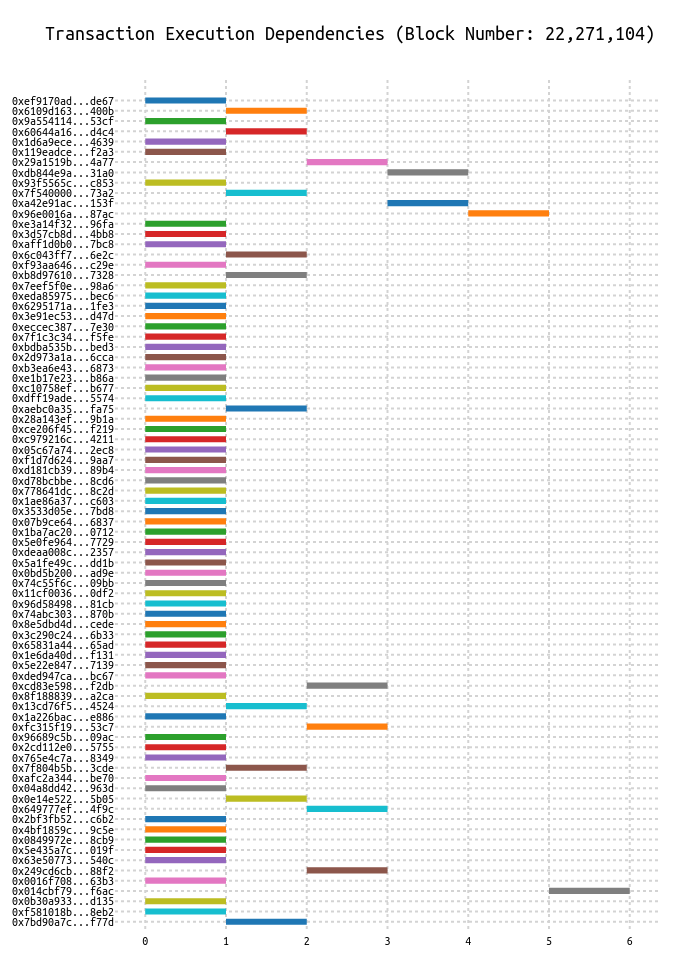 Transaction Execution Dependencies (Block Number: 22,271,104)
0xef9170ad...de67
0x6109d163...400b
0x9a554114...53cf
0x60644a16...d4c4
0x1d6a9ece...4639
0x119eadce...f2a3
0x29a1519b...4a77
0xdb844e9a...31a0
0x93f5565c...c853
0x7f540000...73a2
0xa42e91ac...153f
0x96e0016a...87ac
0xe3a14f32...96fa
0x3d57cb8d...4bb8
0xaff1d0b0...7bc8
0x6c043ff7...6e2c
0xf93aa646...c29e
0xb8d97610...7328
0x7eef5f0e...98a6
0xeda85975...bec6
0x6295171a...1fe3
0x3e91ec53...d47d
0xeccec387...7e30
0x7f1c3c34...f5fe
0xbdba535b...bed3
0x2d973a1a...6cca
0xb3ea6e43...6873
0xe1b17e23...b86a
0xc10758ef...b677
0xdff19ade...5574
0xaebc0a35...fa75
0x28a143ef...9b1a
0xce206f45...f219
0xc979216c...4211
0x05c67a74...2ec8
0xf1d7d624...9aa7
0xd181cb39...89b4
0xd78bcbbe...8cd6
0x778641dc...8c2d
0x1ae86a37...c603
0x3533d05e...7bd8
0x07b9ce64...6837
0x1ba7ac20...0712
0x5e0fe964...7729
0xdeaa008c...2357
0x5a1fe49c...dd1b
0x0bd5b200...ad9e
0x74c55f6c...09bb
0x11cf0036...0df2
0x96d58498...81cb
0x74abc303...870b
0x8e5dbd4d...cede
0x3c290c24...6b33
0x65831a44...65ad
0x1e6da40d...f131
0x5e22e847...7139
0xded947ca...bc67
0xcd83e598...f2db
0x8f188839...a2ca
0x13cd76f5...4524
0x1a226bac...e886
0xfc315f19...53c7
0x96689c5b...09ac
0x2cd112e0...5755
0x765e4c7a...8349
0x7f804b5b...3cde
0xafc2a344...be70
0x04a8dd42...963d
0x0e14e522...5b05
0x649777ef...4f9c
0x2bf3fb52...c6b2
0x4bf1859c...9c5e
0x0849972e...8cb9
0x5e435a7c...019f
0x63e50773...540c
0x249cd6cb...88f2
0x0016f708...63b3
0x014cbf79...f6ac
0x0b30a933...d135
0xf581018b...8eb2
0x7bd90a7c...f77d
0 1 2 3 4 5 6